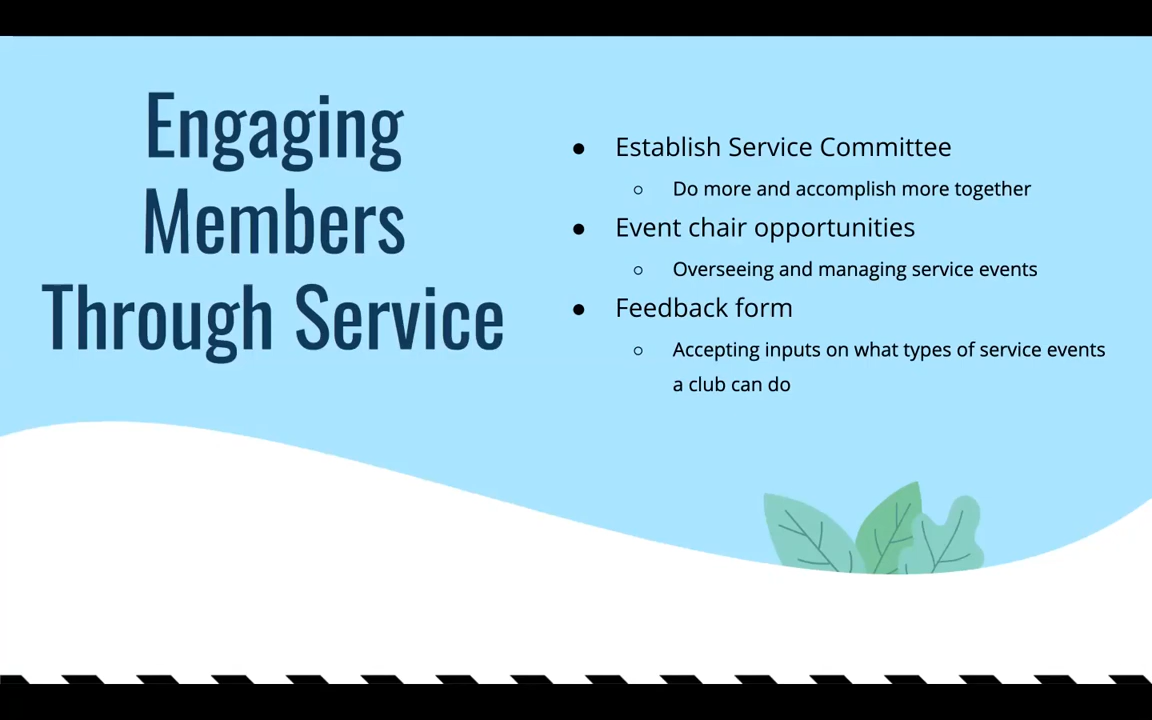 Engaging
Members
Through Service
● Establish Service Committee
○ Do more and accomplish more together
● Event chair opportunities
○ Overseeing and managing service events
● Feedback form
○ Accepting inputs on what types of service events
a club can do